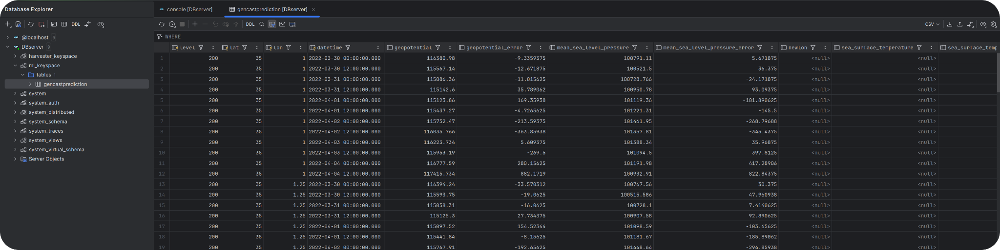 Database Explorer
console [DBserver]
gencastprediction [DBserver]
DDL
DDL
CSV
@localhost 9
DBserver 9
harvester_keyspace
ml_keyspace
tables 1
gencastprediction
system
system_auth
system_distributed
system_schema
system_traces
system_views
system_virtual_schema
Server Objects
WHERE
level lat lon datetime geopotential geopotential_error mean_sea_level_pressure mean_sea_level_pressure_error newlon sea_surface_temperature sea_surface_temp
1 200 35 1 2022-03-30 00:00:00.000 116380.98 -9.3359375 100791.11 5.671875 <null> <null>
2 200 35 1 2022-03-30 12:00:00.000 115567.14 -12.671875 100521.5 36.375 <null> <null>
3 200 35 1 2022-03-31 00:00:00.000 115086.36 -11.015625 100728.766 -24.171875 <null> <null>
4 200 35 1 2022-03-31 12:00:00.000 115142.6 35.789062 100950.78 93.09375 <null> <null>
5 200 35 1 2022-04-01 00:00:00.000 115123.86 169.35938 101119.36 -101.890625 <null> <null>
6 200 35 1 2022-04-01 12:00:00.000 115437.27 -4.7265625 101221.31 -145.5 <null> <null>
7 200 35 1 2022-04-02 00:00:00.000 115752.47 -213.59375 101461.95 -268.79688 <null> <null>
8 200 35 1 2022-04-02 12:00:00.000 116035.766 -363.85938 101357.81 -345.4375 <null> <null>
9 200 35 1 2022-04-03 00:00:00.000 116223.734 5.609375 101388.34 35.96875 <null> <null>
10 200 35 1 2022-04-03 12:00:00.000 115953.19 -269.5 101094.5 397.8125 <null> <null>
11 200 35 1 2022-04-04 00:00:00.000 116777.59 280.15625 101191.98 417.28906 <null> <null>
12 200 35 1 2022-04-04 12:00:00.000 117415.734 882.1719 100932.91 822.84375 <null> <null>
13 200 35 1.25 2022-03-30 00:00:00.000 116394.24 -33.570312 100767.56 30.375 <null> <null>
14 200 35 1.25 2022-03-30 12:00:00.000 115593.75 -19.0625 100515.586 47.960938 <null> <null>
15 200 35 1.25 2022-03-31 00:00:00.000 115058.31 -16.0625 100728.1 7.4140625 <null> <null>
16 200 35 1.25 2022-03-31 12:00:00.000 115125.3 27.734375 100907.58 92.890625 <null> <null>
17 200 35 1.25 2022-04-01 00:00:00.000 115097.52 154.52344 101098.59 -103.65625 <null> <null>
18 200 35 1.25 2022-04-01 12:00:00.000 115441.84 -8.15625 101181.67 -185.89062 <null> <null>
19 200 35 1.25 2022-04-02 00:00:00.000 115767.91 -192.65625 101448.64 -294.85938 <null> <null>